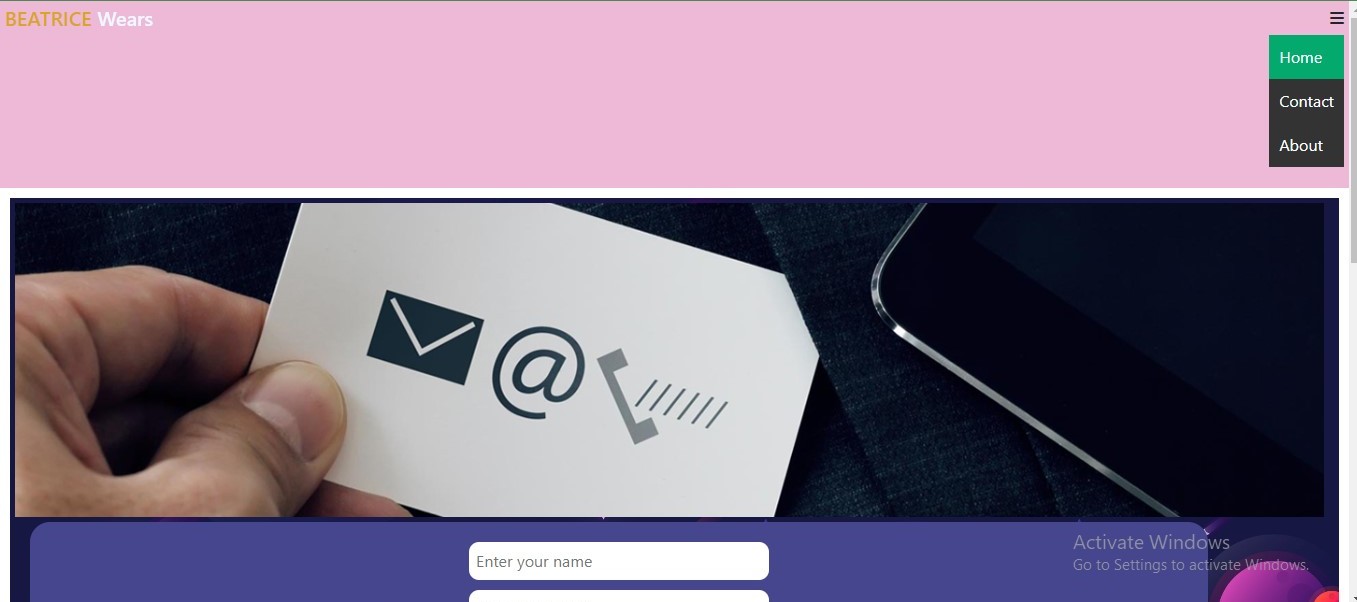 BEATRICE Wears
Home
Contact
About
@
Enter your name
Activate Windows
Go to Settings to activate Windows.